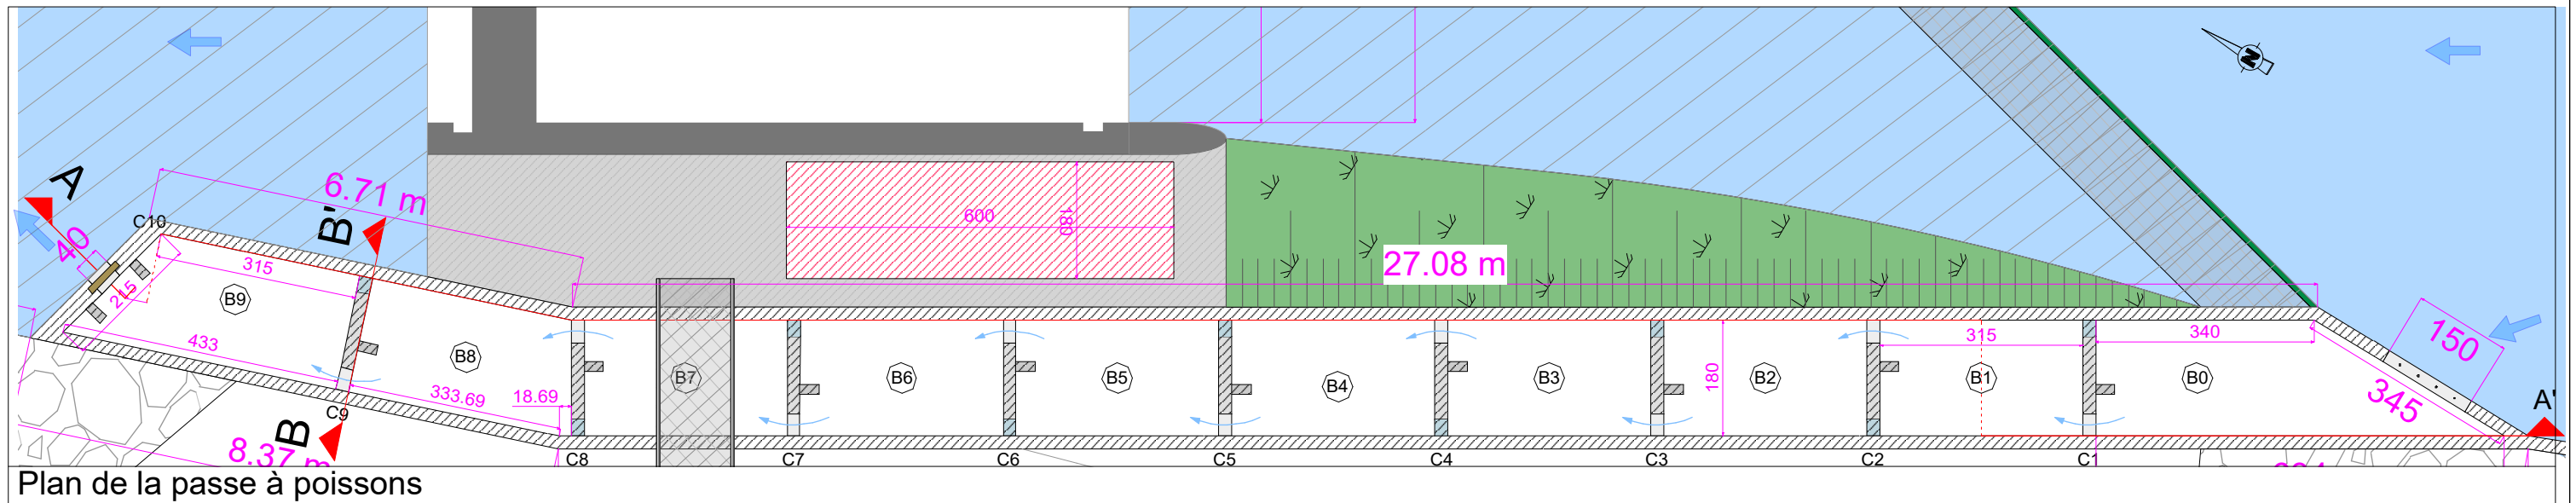 N
A
C10
40
6.71 m
B'
600
180
27.08 m
315
215
B9
433
B8
333.69
18.69
B7
B6
B5
B4
B3
180
B2
315
B1
340
B0
150
345
A'
C9
B
8.37 m
C8
C7
C6
C5
C4
C3
C2
C1
Plan de la passe à poissons